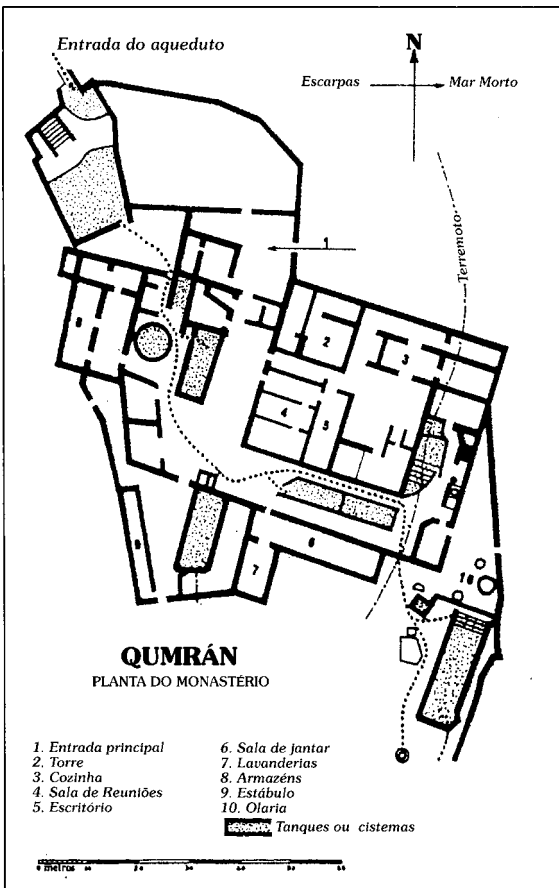 Entrada do aqueduto
N
Escarpas
Mar Morto
Terremoto
1
2
3
4
5
6
7
8
9
QUMRÁN
PLANTA DO MONASTÉRIO
1. Entrada principal
2. Torre
3. Cozinha
4. Sala de Reuniões
5. Escritório
6. Sala de jantar
7. Lavanderias
8. Armazéns
9. Estábulo
10. Olaria
Tanques ou cistemas
0 metros